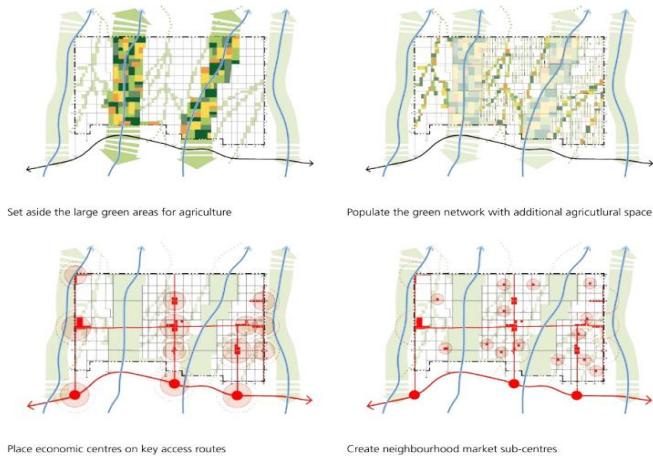 Set aside the large green areas for agriculture
Populate the green network with additional agricutlural space
Place economic centres on key access routes
Create neighbourhood market sub-centres